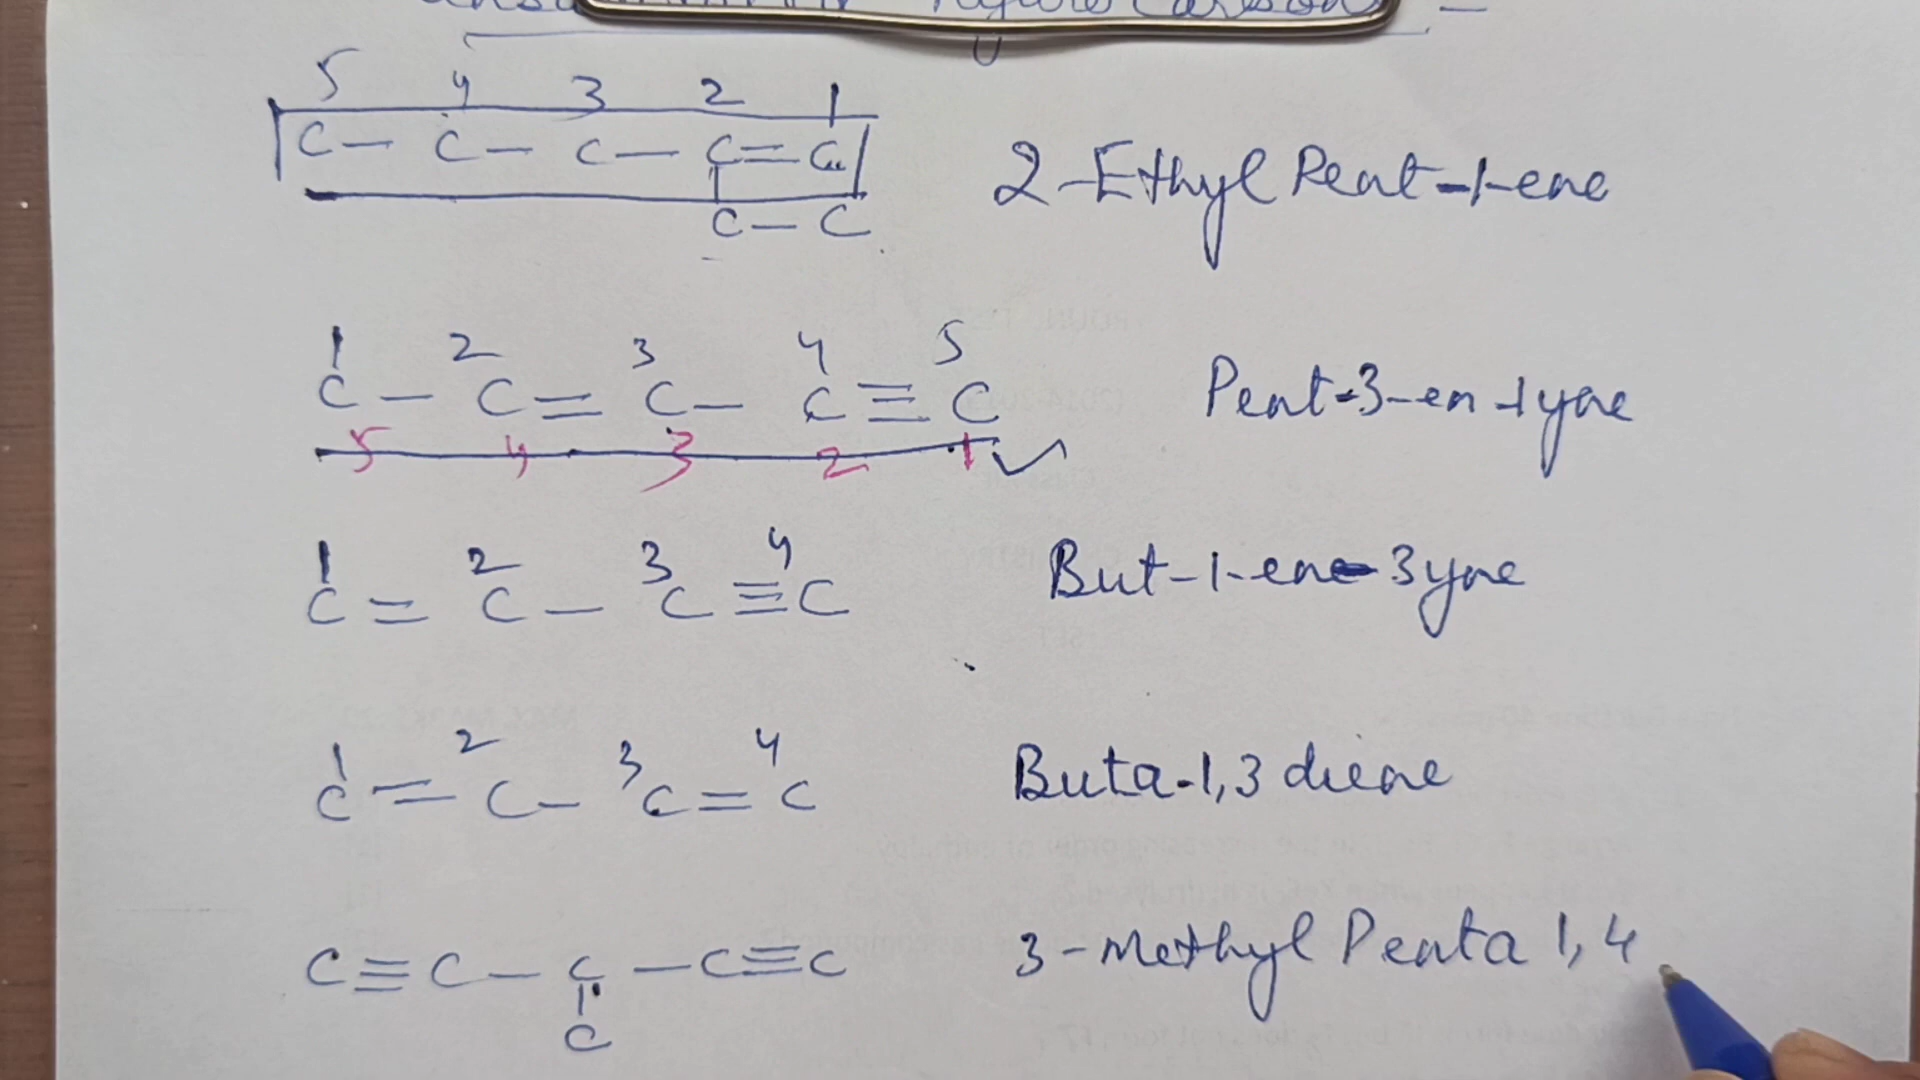 5 4 3 2 1
C – C – C – C = C
C – C
2-Ethyl Pent-1-ene
1 2 3 4 5
C – C = C – C ≡ C
5 4 3 2 1 ✓
Pent-3-en-1yne
1 2 3 4
C = C – C ≡ C
But-1-ene-3yne
1 2 3 4
C = C – C = C
Buta-1,3 diene
C ≡ C – C – C ≡ C
C
3-Methyl Penta 1,4